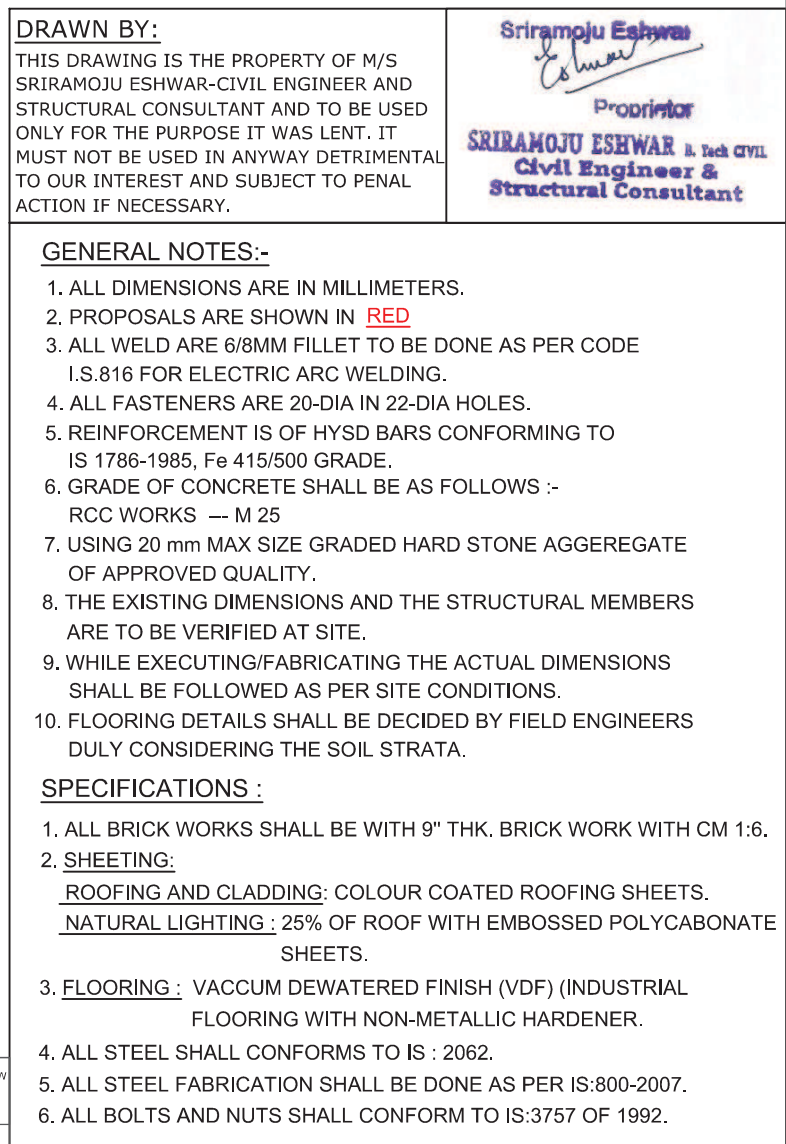 DRAWN BY:
THIS DRAWING IS THE PROPERTY OF M/S
SRIRAMOJU ESHWAR-CIVIL ENGINEER AND
STRUCTURAL CONSULTANT AND TO BE USED
ONLY FOR THE PURPOSE IT WAS LENT. IT
MUST NOT BE USED IN ANYWAY DETRIMENTAL
TO OUR INTEREST AND SUBJECT TO PENAL
ACTION IF NECESSARY.
Sriramoju Eshwar
Eshwar
Proprietor
SRIRAMOJU ESHWAR B. Tech CIVIL
Civil Engineer &
Structural Consultant
GENERAL NOTES:-
1. ALL DIMENSIONS ARE IN MILLIMETERS.
2. PROPOSALS ARE SHOWN IN RED
3. ALL WELD ARE 6/8MM FILLET TO BE DONE AS PER CODE
I.S.816 FOR ELECTRIC ARC WELDING.
4. ALL FASTENERS ARE 20-DIA IN 22-DIA HOLES.
5. REINFORCEMENT IS OF HYSD BARS CONFORMING TO
IS 1786-1985, Fe 415/500 GRADE.
6. GRADE OF CONCRETE SHALL BE AS FOLLOWS :-
RCC WORKS --- M 25
7. USING 20 mm MAX SIZE GRADED HARD STONE AGGEREGATE
OF APPROVED QUALITY.
8. THE EXISTING DIMENSIONS AND THE STRUCTURAL MEMBERS
ARE TO BE VERIFIED AT SITE.
9. WHILE EXECUTING/FABRICATING THE ACTUAL DIMENSIONS
SHALL BE FOLLOWED AS PER SITE CONDITIONS.
10. FLOORING DETAILS SHALL BE DECIDED BY FIELD ENGINEERS
DULY CONSIDERING THE SOIL STRATA.
SPECIFICATIONS :
1. ALL BRICK WORKS SHALL BE WITH 9" THK. BRICK WORK WITH CM 1:6.
2. SHEETING:
ROOFING AND CLADDING: COLOUR COATED ROOFING SHEETS.
NATURAL LIGHTING : 25% OF ROOF WITH EMBOSSED POLYCABONATE
SHEETS.
3. FLOORING : VACCUM DEWATERED FINISH (VDF) (INDUSTRIAL
FLOORING WITH NON-METALLIC HARDENER.
4. ALL STEEL SHALL CONFORMS TO IS : 2062.
5. ALL STEEL FABRICATION SHALL BE DONE AS PER IS:800-2007.
6. ALL BOLTS AND NUTS SHALL CONFORM TO IS:3757 OF 1992.